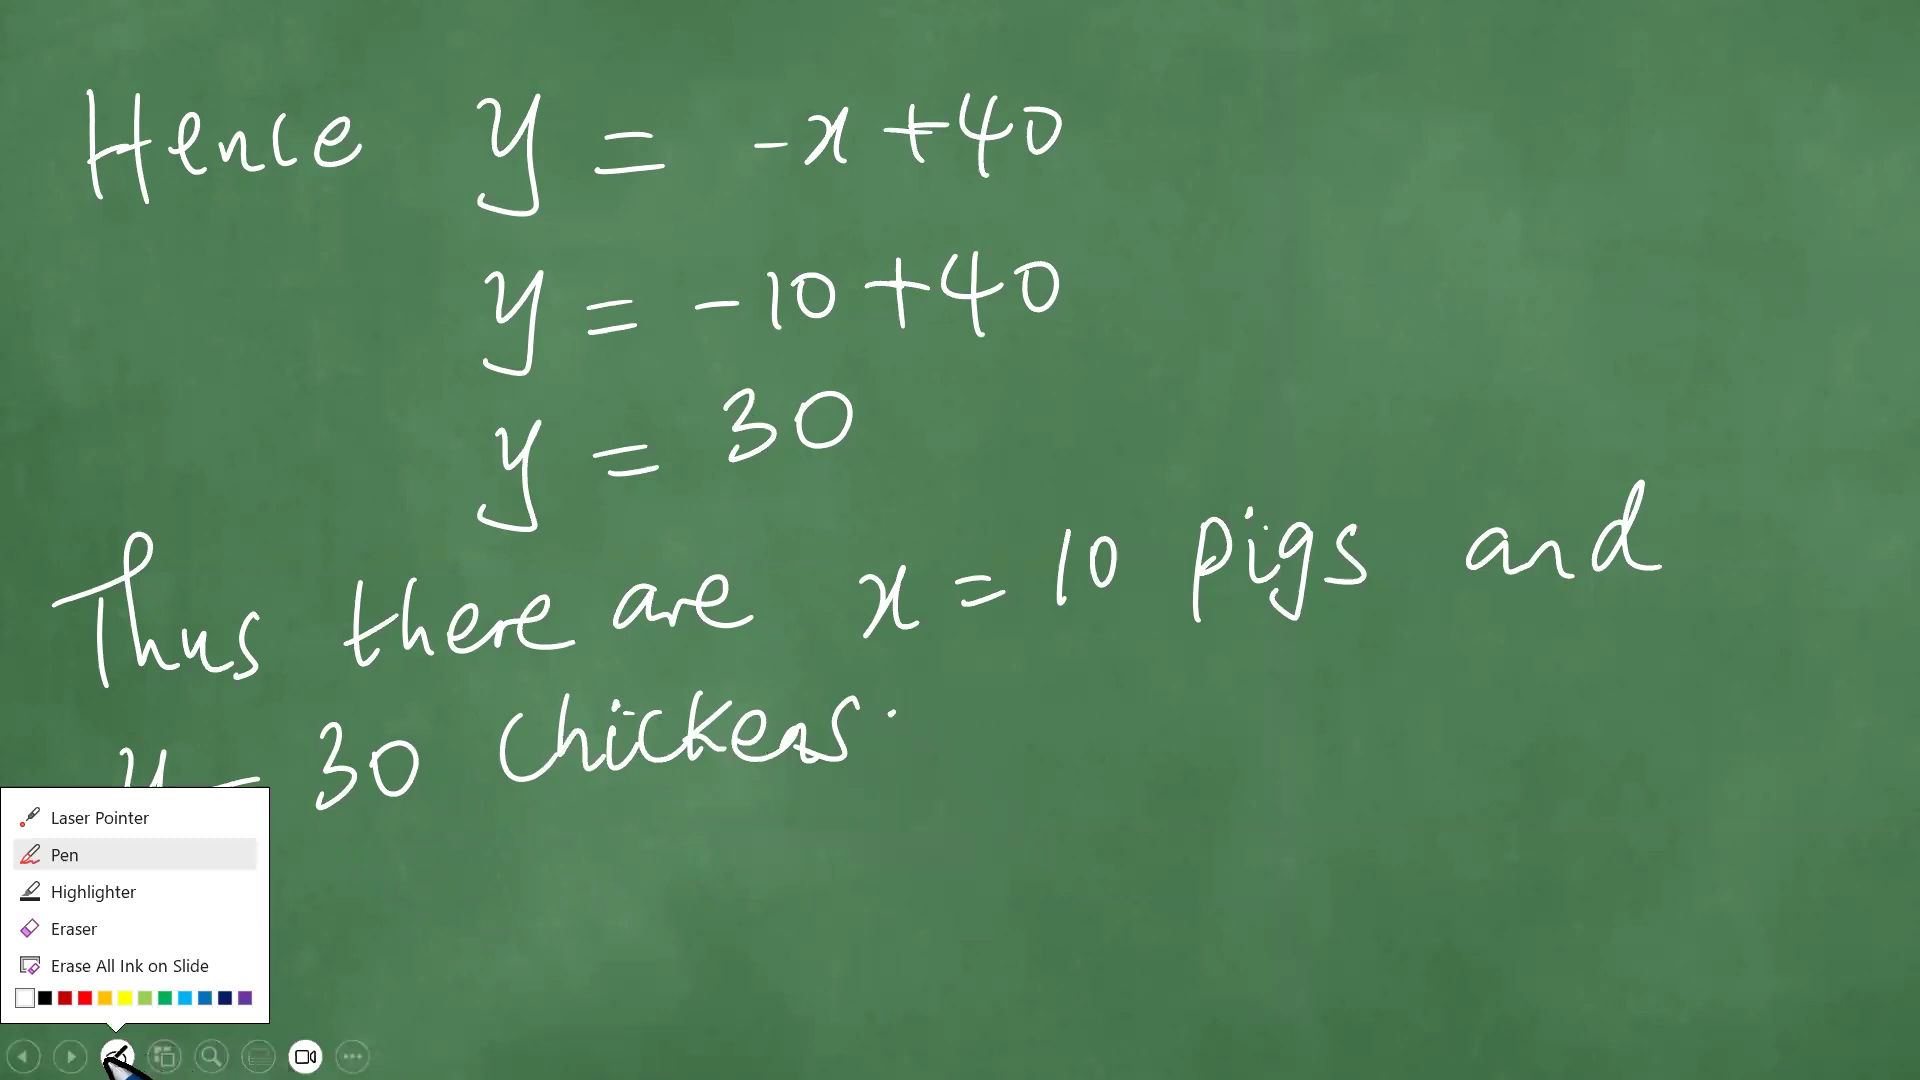 Hence y = -x + 40
y = -10 + 40
y = 30
Thus there are x = 10 pigs and
y = 30 chickens.
Laser Pointer
Pen
Highlighter
Eraser
Erase All Ink on Slide